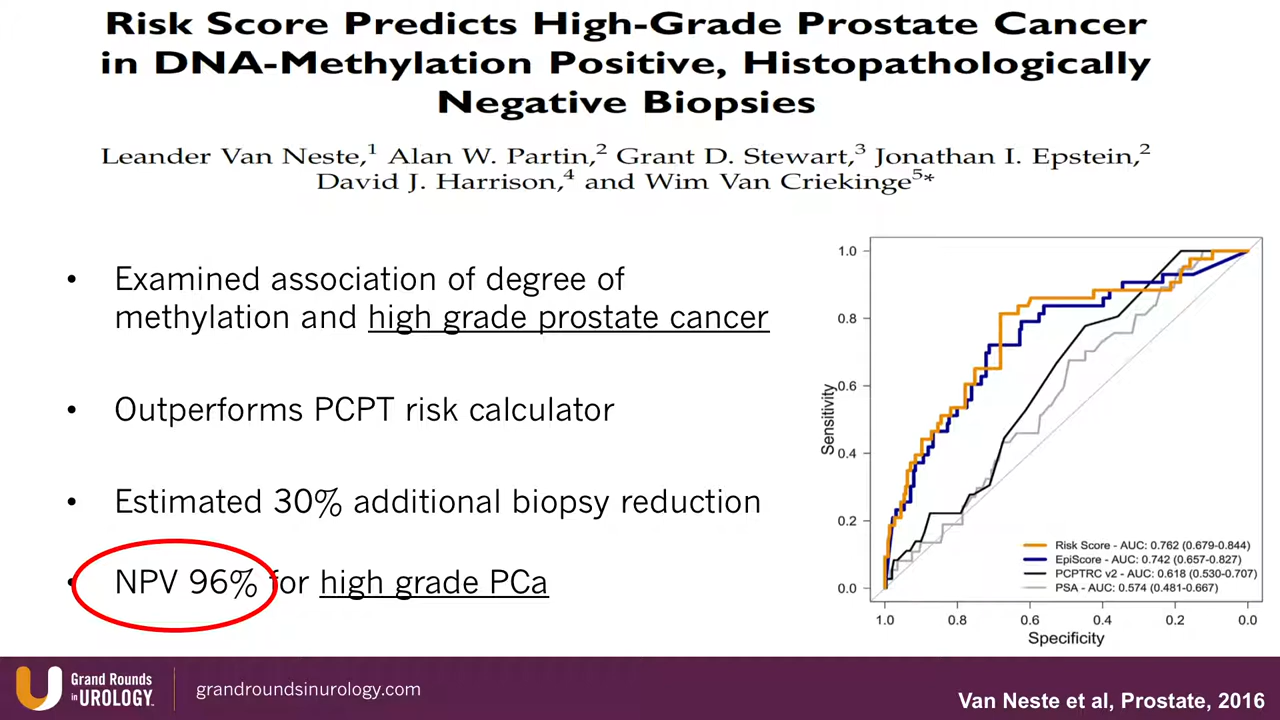 Risk Score Predicts High-Grade Prostate Cancer
in DNA-Methylation Positive, Histopathologically
Negative Biopsies
Leander Van Neste,1 Alan W. Partin,2 Grant D. Stewart,3 Jonathan I. Epstein,2
David J. Harrison,4 and Wim Van Criekinge5*
• Examined association of degree of
methylation and high grade prostate cancer
• Outperforms PCPT risk calculator
• Estimated 30% additional biopsy reduction
• NPV 96% for high grade PCa
Sensitivity
1.0
0.8
0.6
0.4
0.2
0.0
Risk Score - AUC: 0.762 (0.679-0.844)
EpiScore - AUC: 0.742 (0.657-0.827)
PCPTRC v2 - AUC: 0.618 (0.530-0.707)
PSA - AUC: 0.574 (0.481-0.667)
1.0 0.8 0.6 0.4 0.2 0.0
Specificity
Grand Rounds
in UROLOGY
grandroundsinurology.com
Van Neste et al, Prostate, 2016